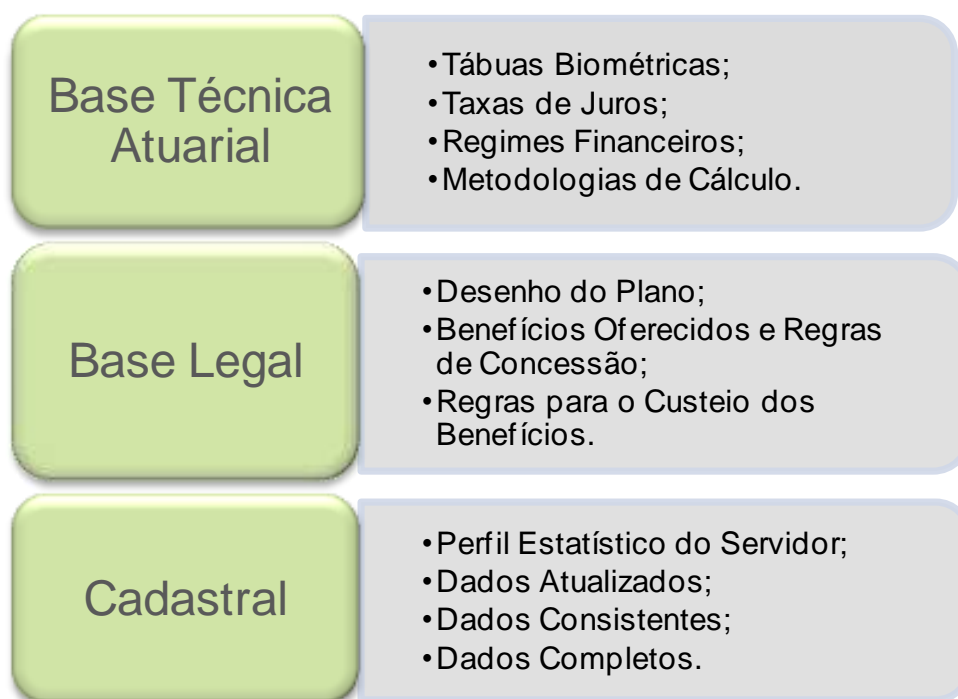 Base Técnica
Atuarial
•Tábuas Biométricas;
•Taxas de Juros;
•Regimes Financeiros;
•Metodologias de Cálculo.
Base Legal
•Desenho do Plano;
•Benefícios Oferecidos e Regras
de Concessão;
•Regras para o Custeio dos
Benefícios.
Cadastral
•Perfil Estatístico do Servidor;
•Dados Atualizados;
•Dados Consistentes;
•Dados Completos.